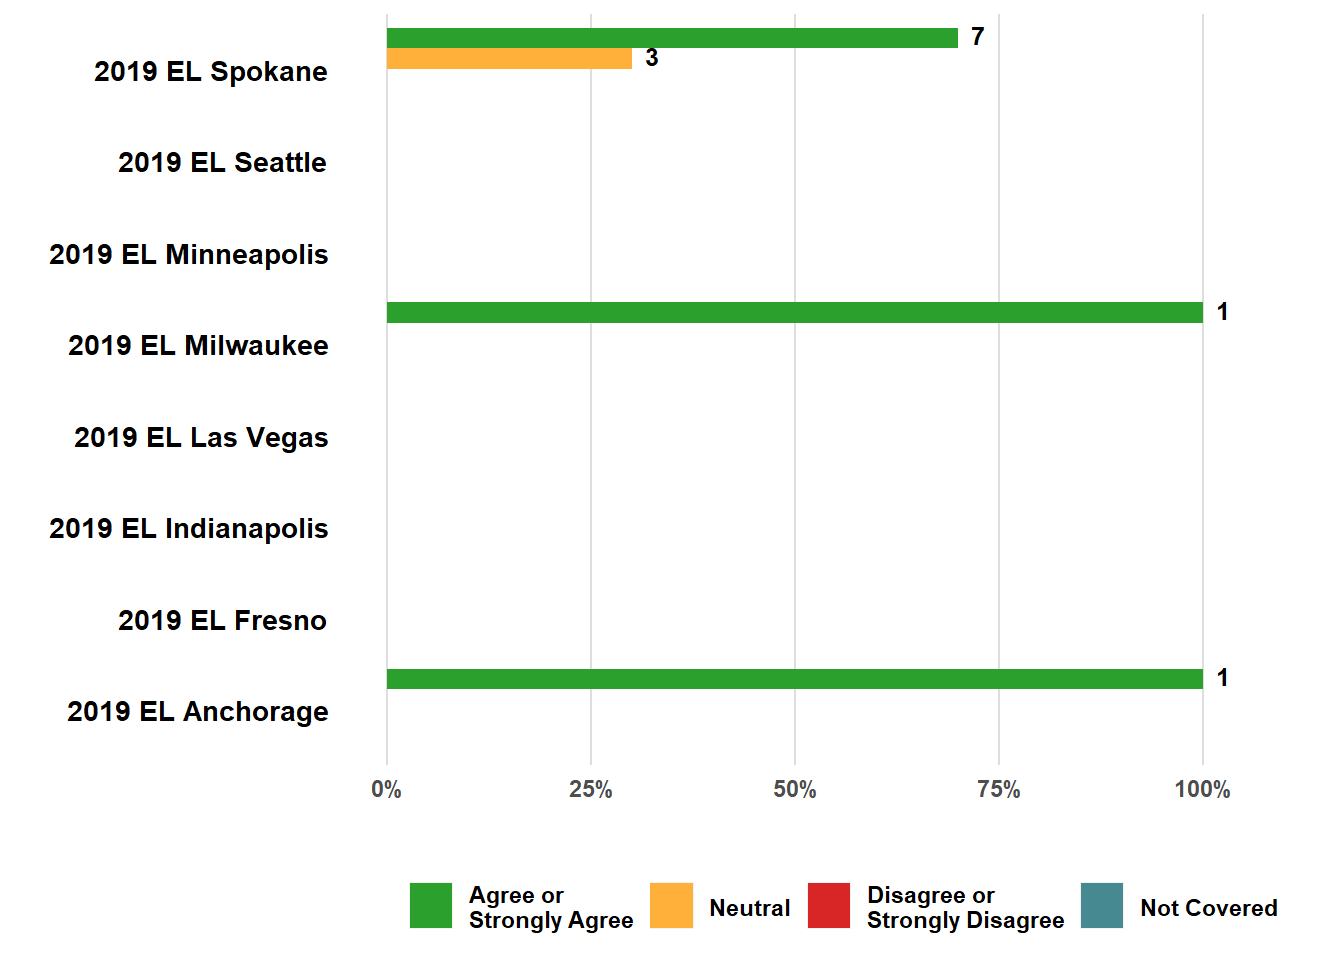 7
3
2019 EL Spokane
2019 EL Seattle
2019 EL Minneapolis
1
2019 EL Milwaukee
2019 EL Las Vegas
2019 EL Indianapolis
2019 EL Fresno
1
2019 EL Anchorage
0% 25% 50% 75% 100%
Agree or
Strongly Agree
Neutral
Disagree or
Strongly Disagree
Not Covered